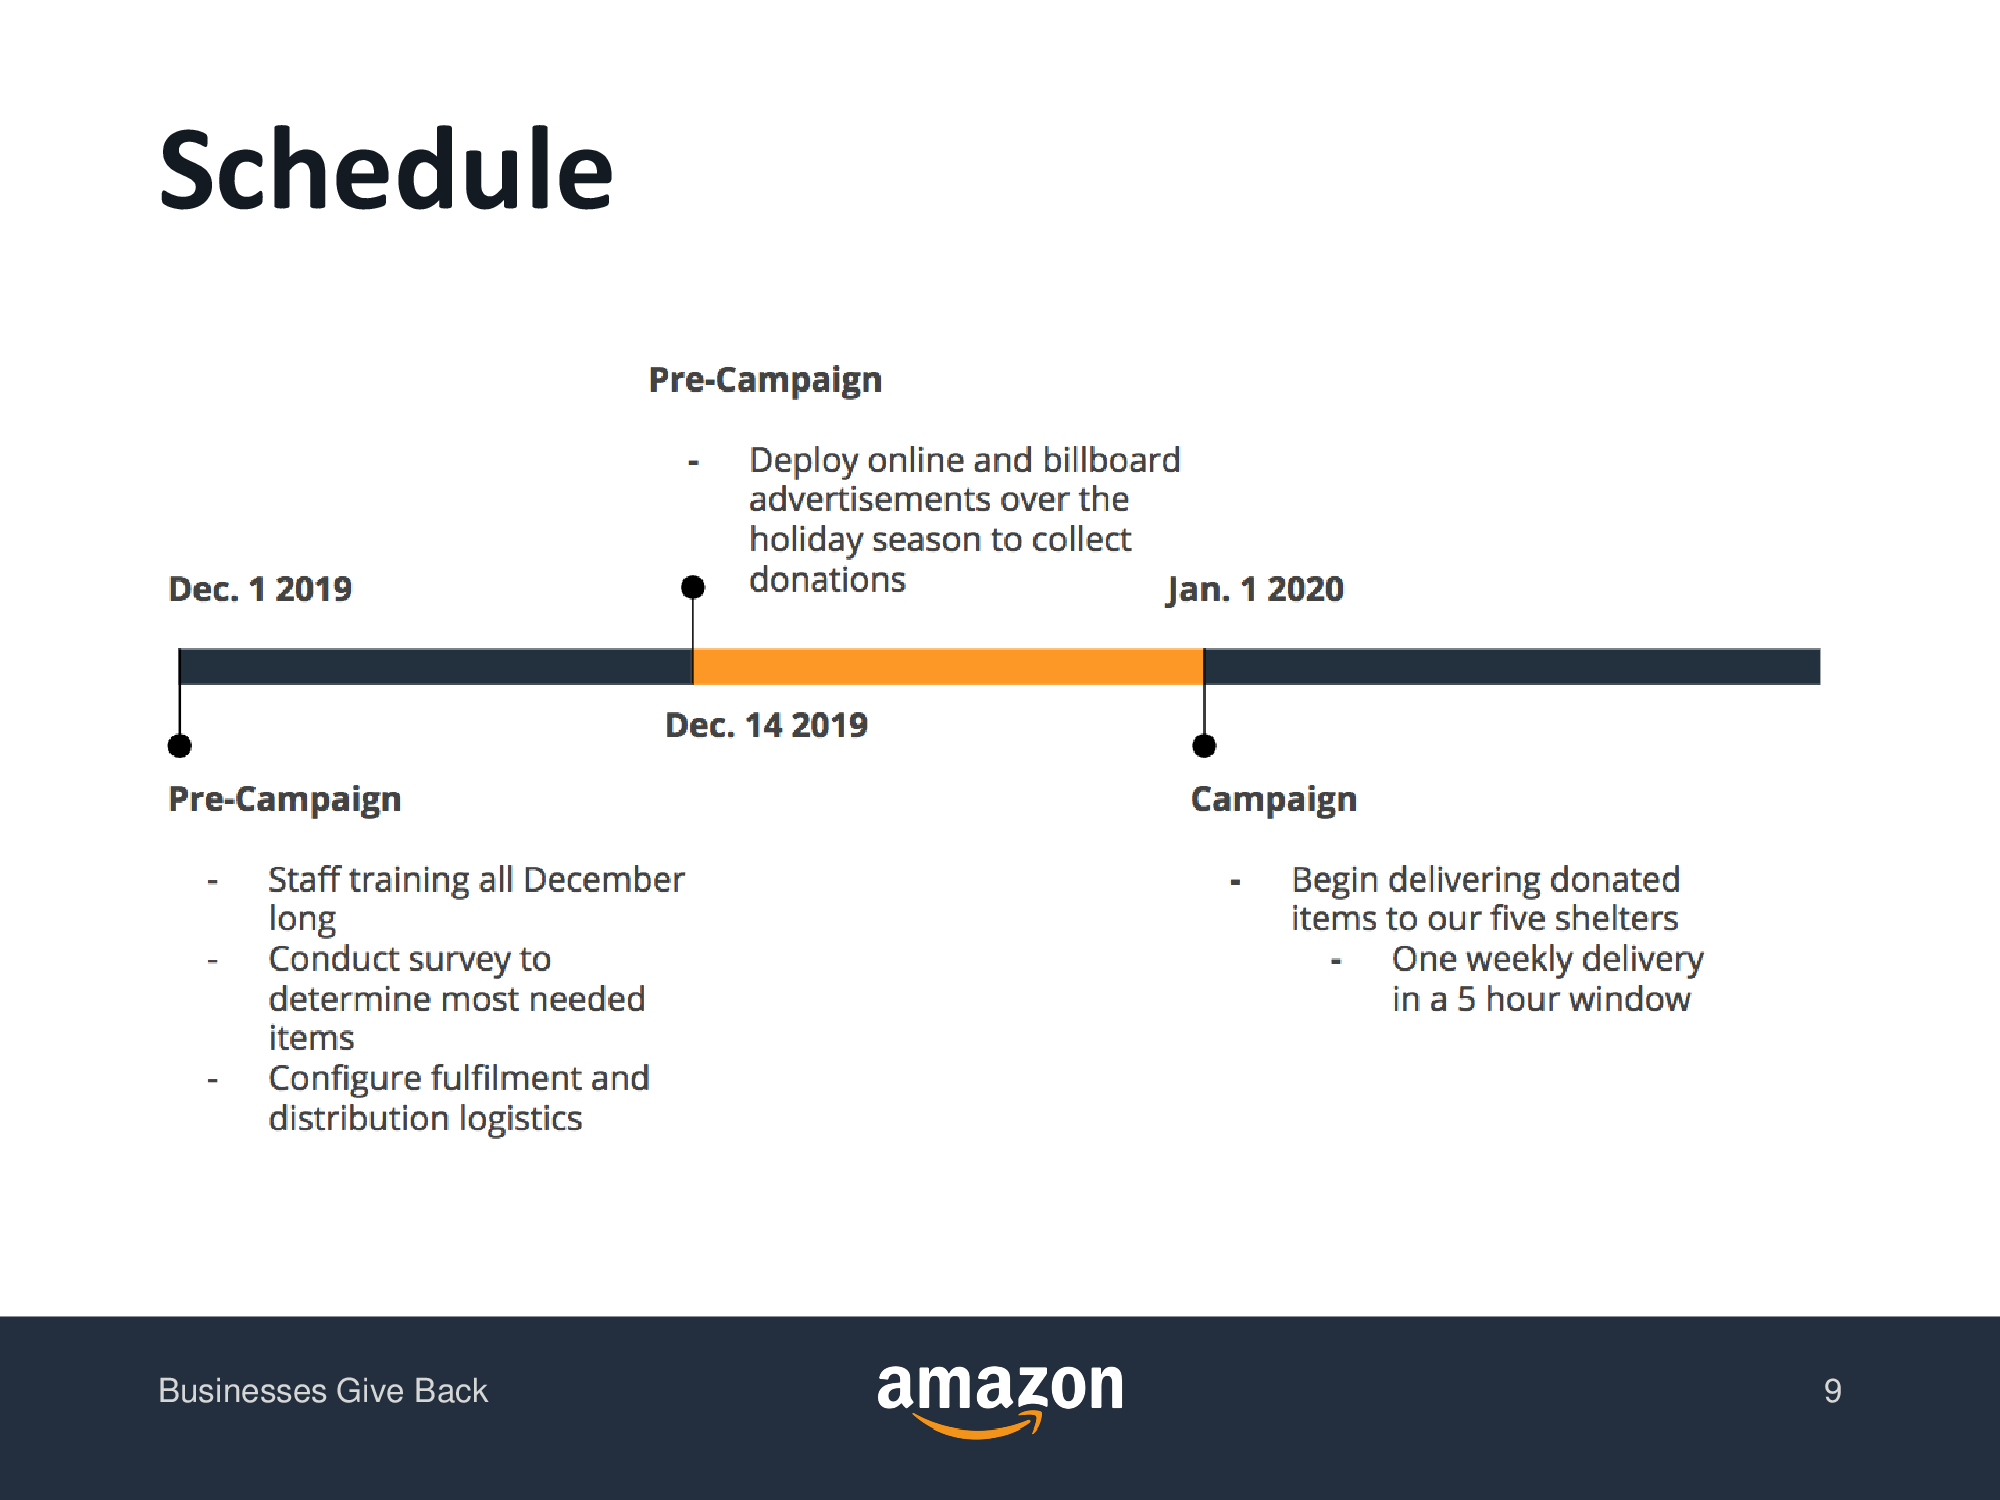 Schedule
Pre-Campaign
- Deploy online and billboard
advertisements over the
holiday season to collect
donations
Dec. 1 2019
Jan. 1 2020
Dec. 14 2019
Pre-Campaign
- Staff training all December
long
- Conduct survey to
determine most needed
items
- Configure fulfilment and
distribution logistics
Campaign
- Begin delivering donated
items to our five shelters
- One weekly delivery
in a 5 hour window
Businesses Give Back
amazon
9